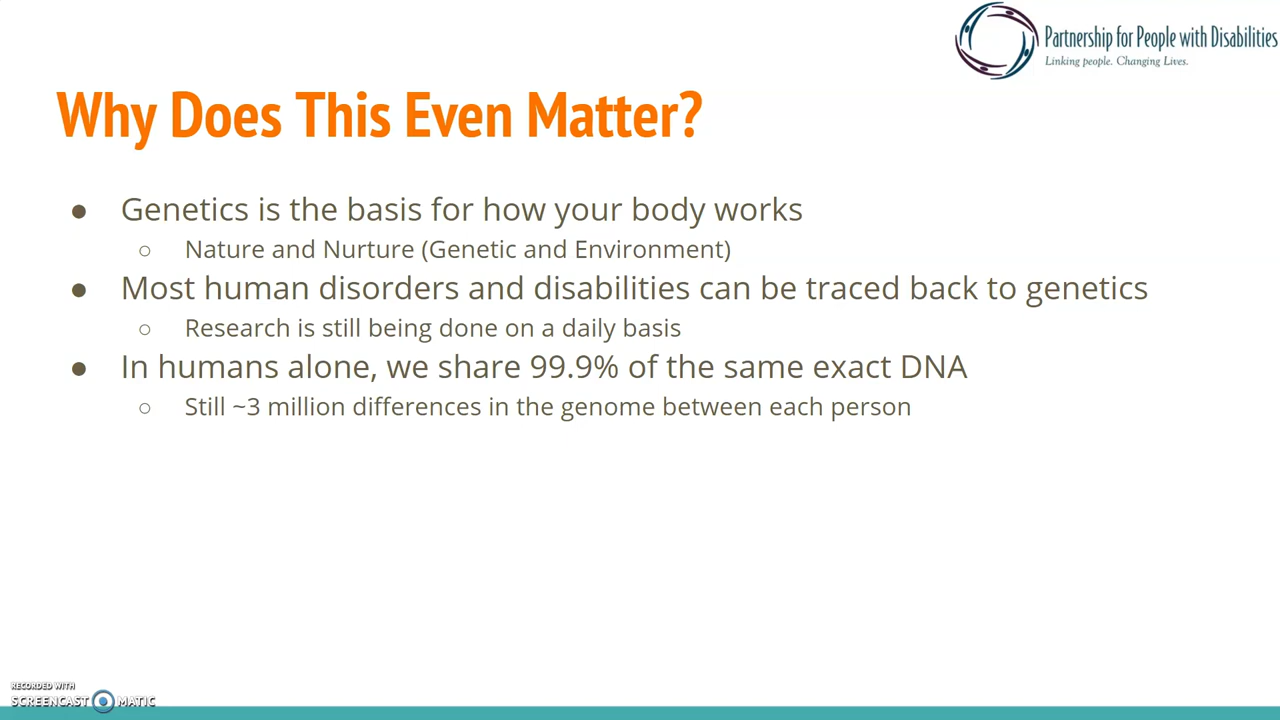 Partnership for People with Disabilities
Linking people. Changing Lives.
Why Does This Even Matter?
● Genetics is the basis for how your body works
○ Nature and Nurture (Genetic and Environment)
● Most human disorders and disabilities can be traced back to genetics
○ Research is still being done on a daily basis
● In humans alone, we share 99.9% of the same exact DNA
○ Still ~3 million differences in the genome between each person
RECORDED WITH
SCREENCAST MATIC